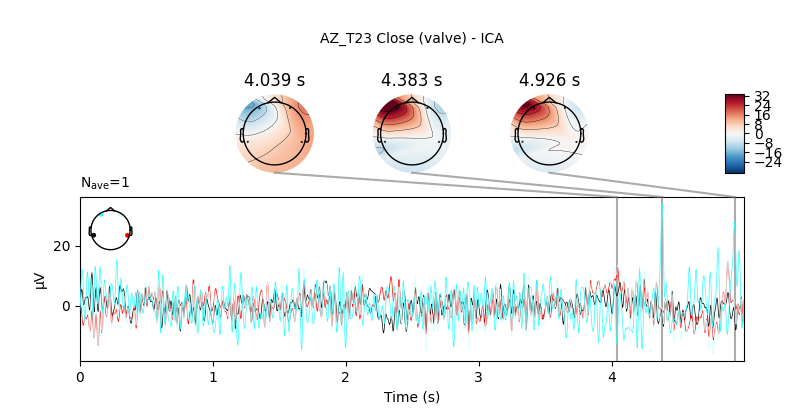 AZ_T23 Close (valve) - ICA
4.039 s 4.383 s 4.926 s
32
24
16
8
0
−8
−16
−24
Nave=1
µV
20
0
0 1 2 3 4
Time (s)